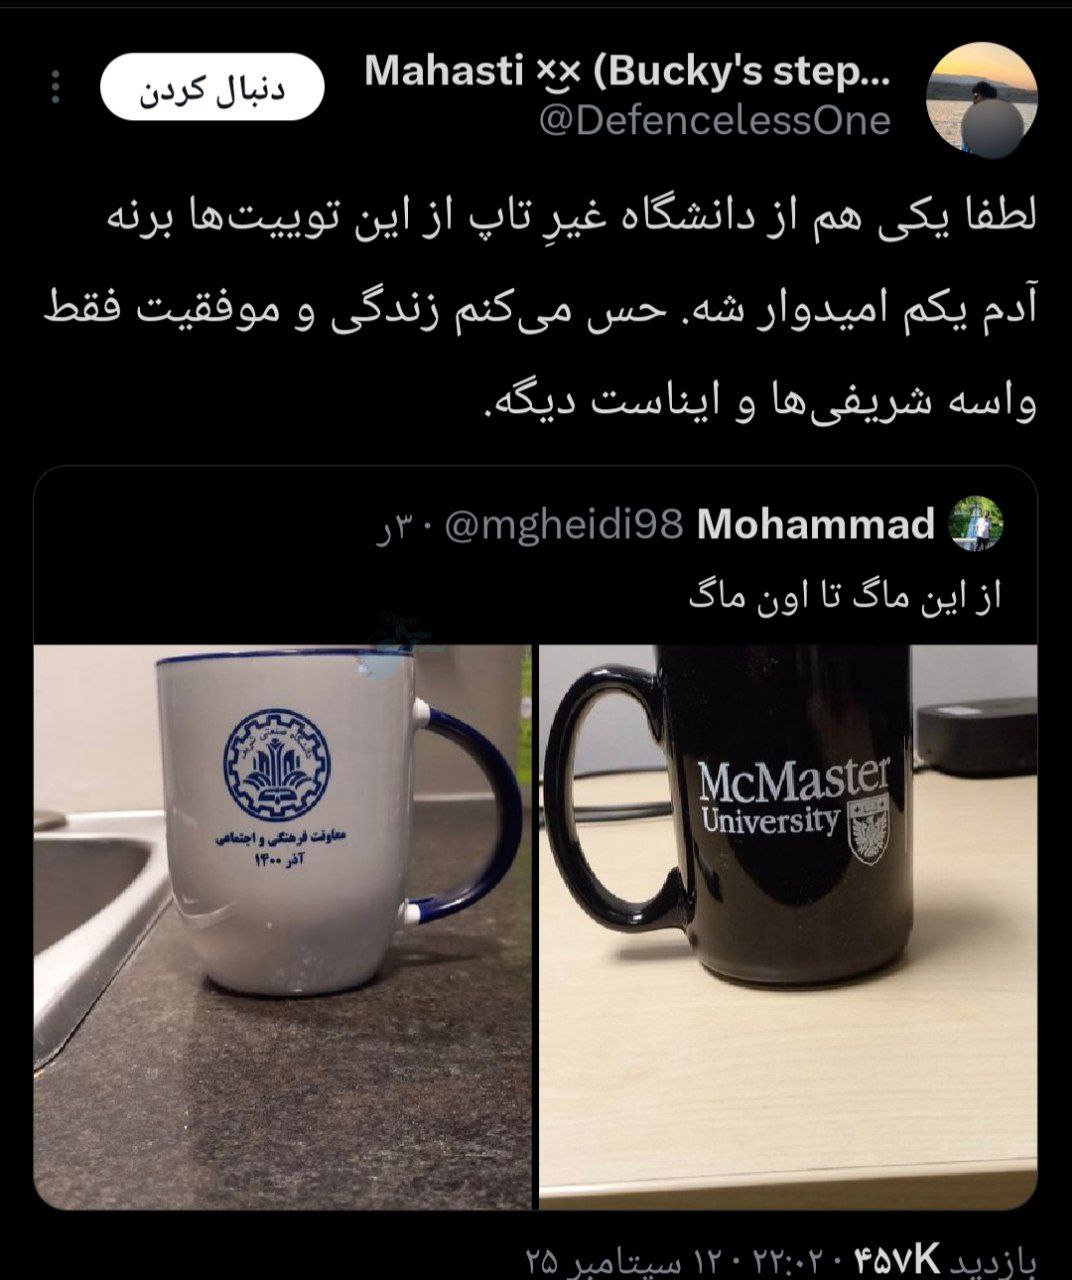 Mahasti ×͜× (Bucky's step...
@DefencelessOne
دنبال کردن
لطفا یکی هم از دانشگاه غیرِ تاپ از این توییت‌ها برنه
آدم یکم امیدوار شه. حس می‌کنم زندگی و موفقیت فقط
واسه شریفی‌ها و ایناست دیگه.
Mohammad @mgheidi98 · ۳ر
از این ماگ تا اون ماگ
McMaster
University
دانشگاه صنعتی شریف
معاونت فرهنگی و اجتماعی
آذر ۱۴۰۰
۲۲:۰۲ · ۱۲ سپتامبر ۲۵ · ۴۵۷K بازدید